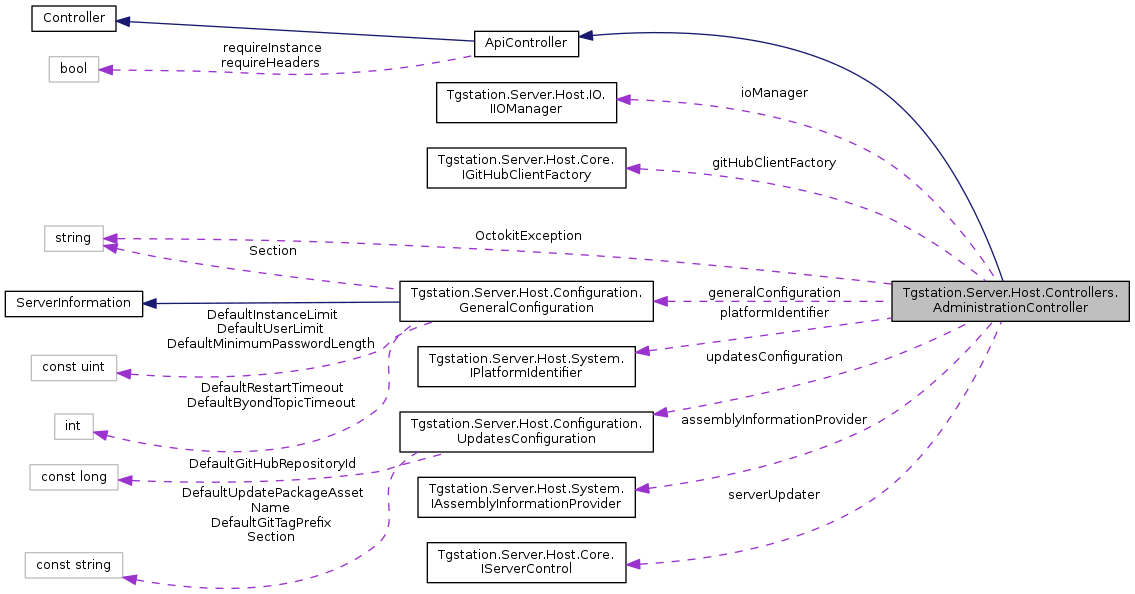 Controller
ApiController
requireInstance
requireHeaders
bool
Tgstation.Server.Host.IO.
IIOManager
ioManager
Tgstation.Server.Host.Core.
IGitHubClientFactory
gitHubClientFactory
string
OctokitException
Section
ServerInformation
Tgstation.Server.Host.Configuration.
GeneralConfiguration
generalConfiguration
Tgstation.Server.Host.Controllers.
AdministrationController
platformIdentifier
DefaultInstanceLimit
DefaultUserLimit
DefaultMinimumPasswordLength
const uint
Tgstation.Server.Host.System.
IPlatformIdentifier
updatesConfiguration
DefaultRestartTimeout
DefaultByondTopicTimeout
int
Tgstation.Server.Host.Configuration.
UpdatesConfiguration
assemblyInformationProvider
DefaultGitHubRepositoryId
const long
DefaultUpdatePackageAsset
Name
DefaultGitTagPrefix
Section
Tgstation.Server.Host.System.
IAssemblyInformationProvider
serverUpdater
const string
Tgstation.Server.Host.Core.
IServerControl